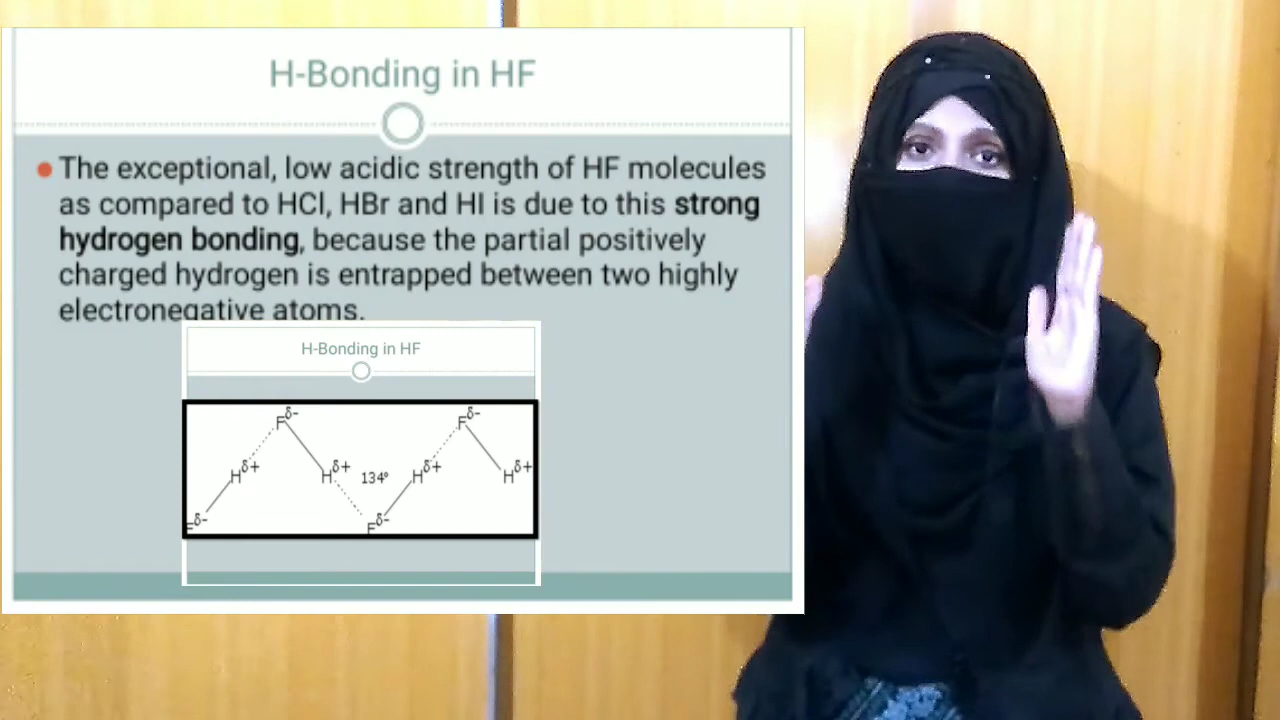 H-Bonding in HF
The exceptional, low acidic strength of HF molecules
as compared to HCl, HBr and HI is due to this strong
hydrogen bonding, because the partial positively
charged hydrogen is entrapped between two highly
electronegative atoms.
H-Bonding in HF
Fδ- Fδ-
Hδ+ Hδ+ 134° Hδ+ Hδ+
Fδ- Fδ-